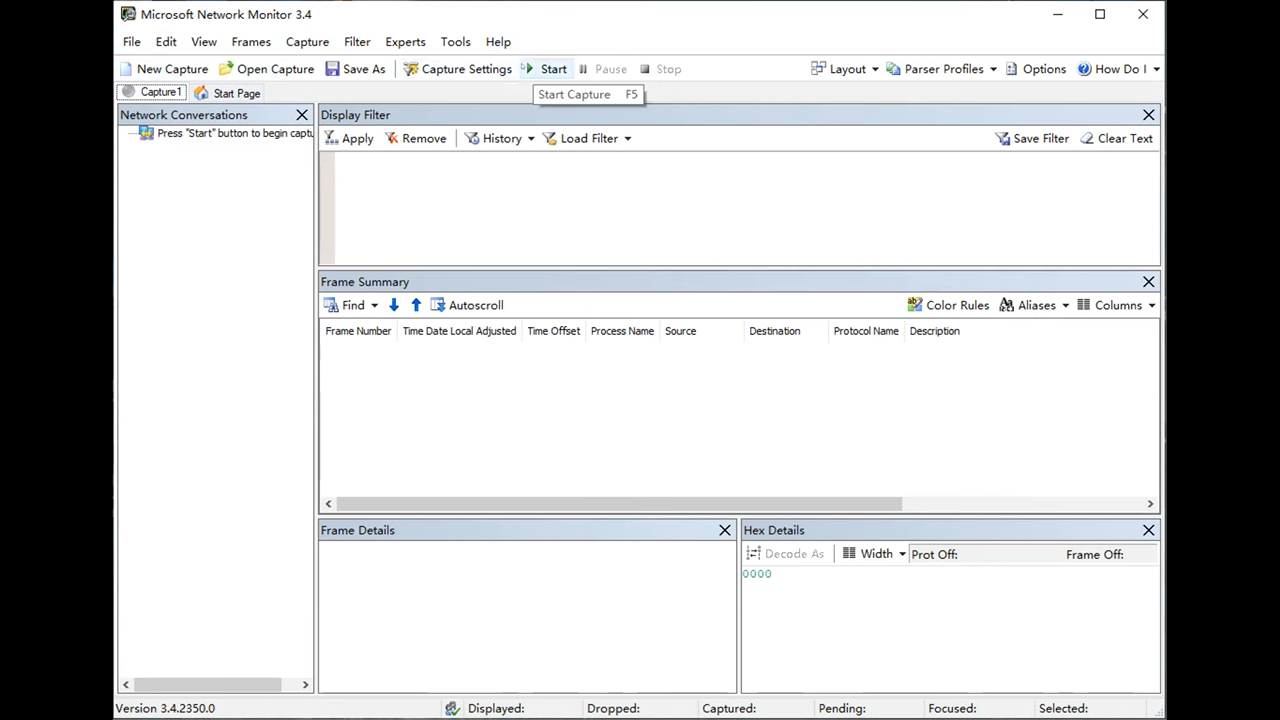 Microsoft Network Monitor 3.4
File Edit View Frames Capture Filter Experts Tools Help
New Capture Open Capture Save As Capture Settings Start Pause Stop Layout Parser Profiles Options How Do I
Capture1 Start Page
Start Capture F5
Network Conversations
Press "Start" button to begin captu
Display Filter
Apply Remove History Load Filter Save Filter Clear Text
Frame Summary
Find Autoscroll Color Rules Aliases Columns
Frame Number Time Date Local Adjusted Time Offset Process Name Source Destination Protocol Name Description
Frame Details
Hex Details
Decode As Width Prot Off: Frame Off:
0000
Version 3.4.2350.0 Displayed: Dropped: Captured: Pending: Focused: Selected: